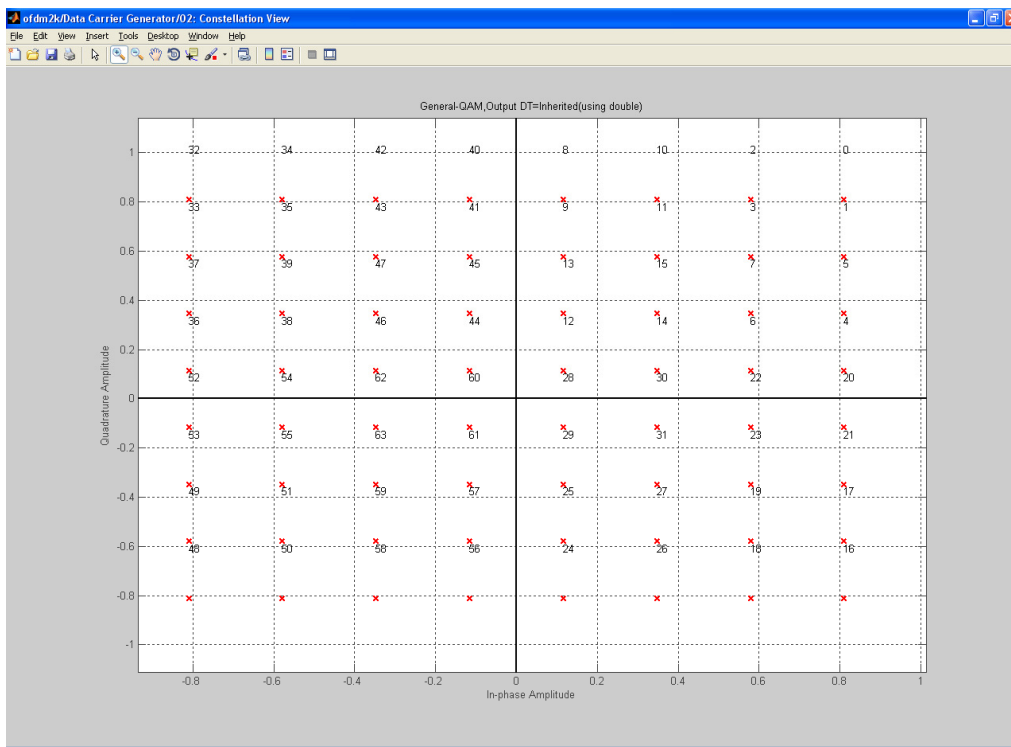 ofdm2k/Data Carrier Generator/O2: Constellation View
File Edit View Insert Tools Desktop Window Help
General-QAM,Output DT=Inherited(using double)
1
32 34 42 40 8 10 2 0
0.8
33 35 43 41 9 11 3 1
0.6
37 39 47 45 13 15 7 5
0.4
36 38 46 44 12 14 6 4
0.2
52 54 62 60 28 30 22 20
Quadrature Amplitude
0
53 55 63 61 29 31 23 21
-0.2
49 51 59 57 25 27 19 17
-0.4
48 50 58 56 24 26 18 16
-0.6
-0.8
-1
-0.8 -0.6 -0.4 -0.2 0 0.2 0.4 0.6 0.8 1
In-phase Amplitude